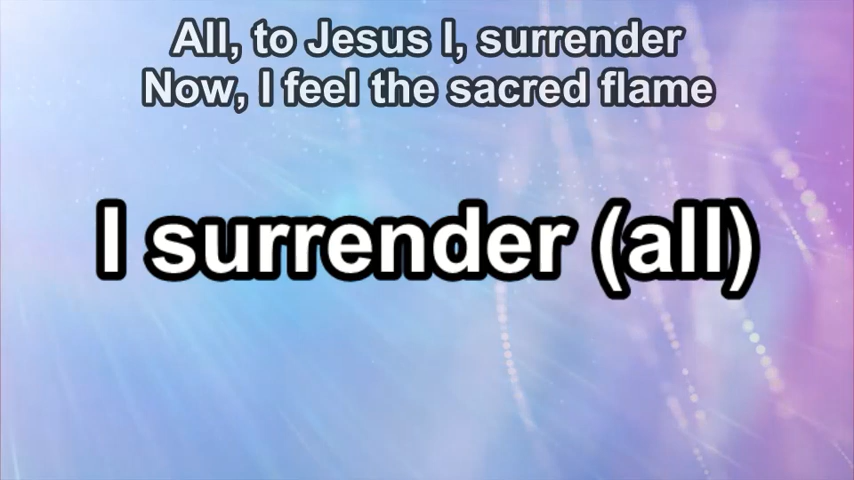 All, to Jesus I, surrender
Now, I feel the sacred flame
I surrender (all)